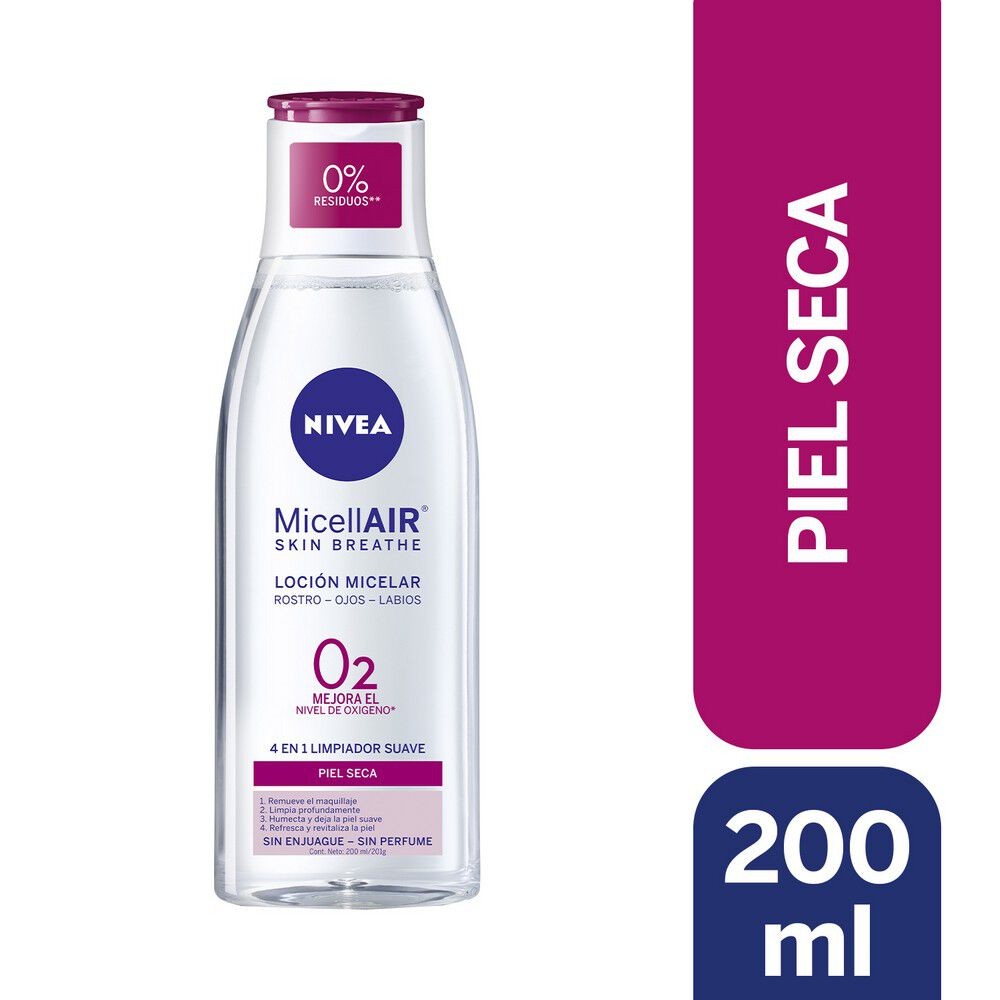 0%
RESIDUOS**
NIVEA
MicellAIR®
SKIN BREATHE
LOCIÓN MICELAR
ROSTRO – OJOS – LABIOS
O2
MEJORA EL
NIVEL DE OXIGENO*
4 EN 1 LIMPIADOR SUAVE
PIEL SECA
1. Remueve el maquillaje
2. Limpia profundamente
3. Humecta y deja la piel suave
4. Refresca y revitaliza la piel
SIN ENJUAGUE – SIN PERFUME
Cont. Neto: 200 ml/201g
PIEL SECA
200
ml